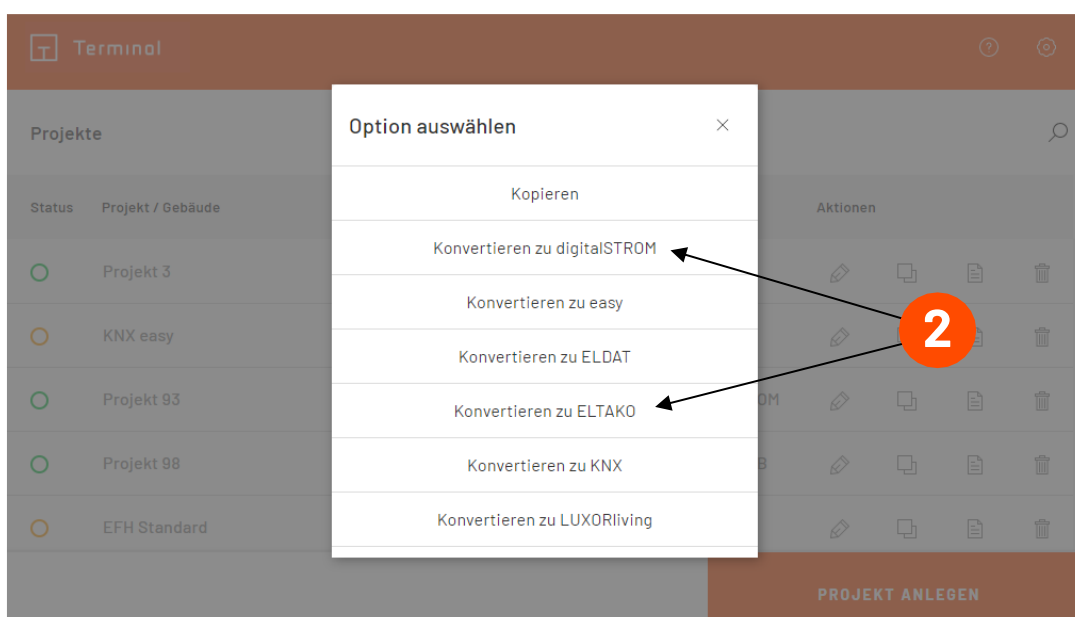 Terminal
Projekte
Option auswählen
Kopieren
Konvertieren zu digitalSTROM
Konvertieren zu easy
Konvertieren zu ELDAT
Konvertieren zu ELTAKO
Konvertieren zu KNX
Konvertieren zu LUXORliving
Status Projekt / Gebäude Aktionen
Projekt 3
KNX easy
2
Projekt 93 OM
Projekt 98 B
EFH Standard
PROJEKT ANLEGEN